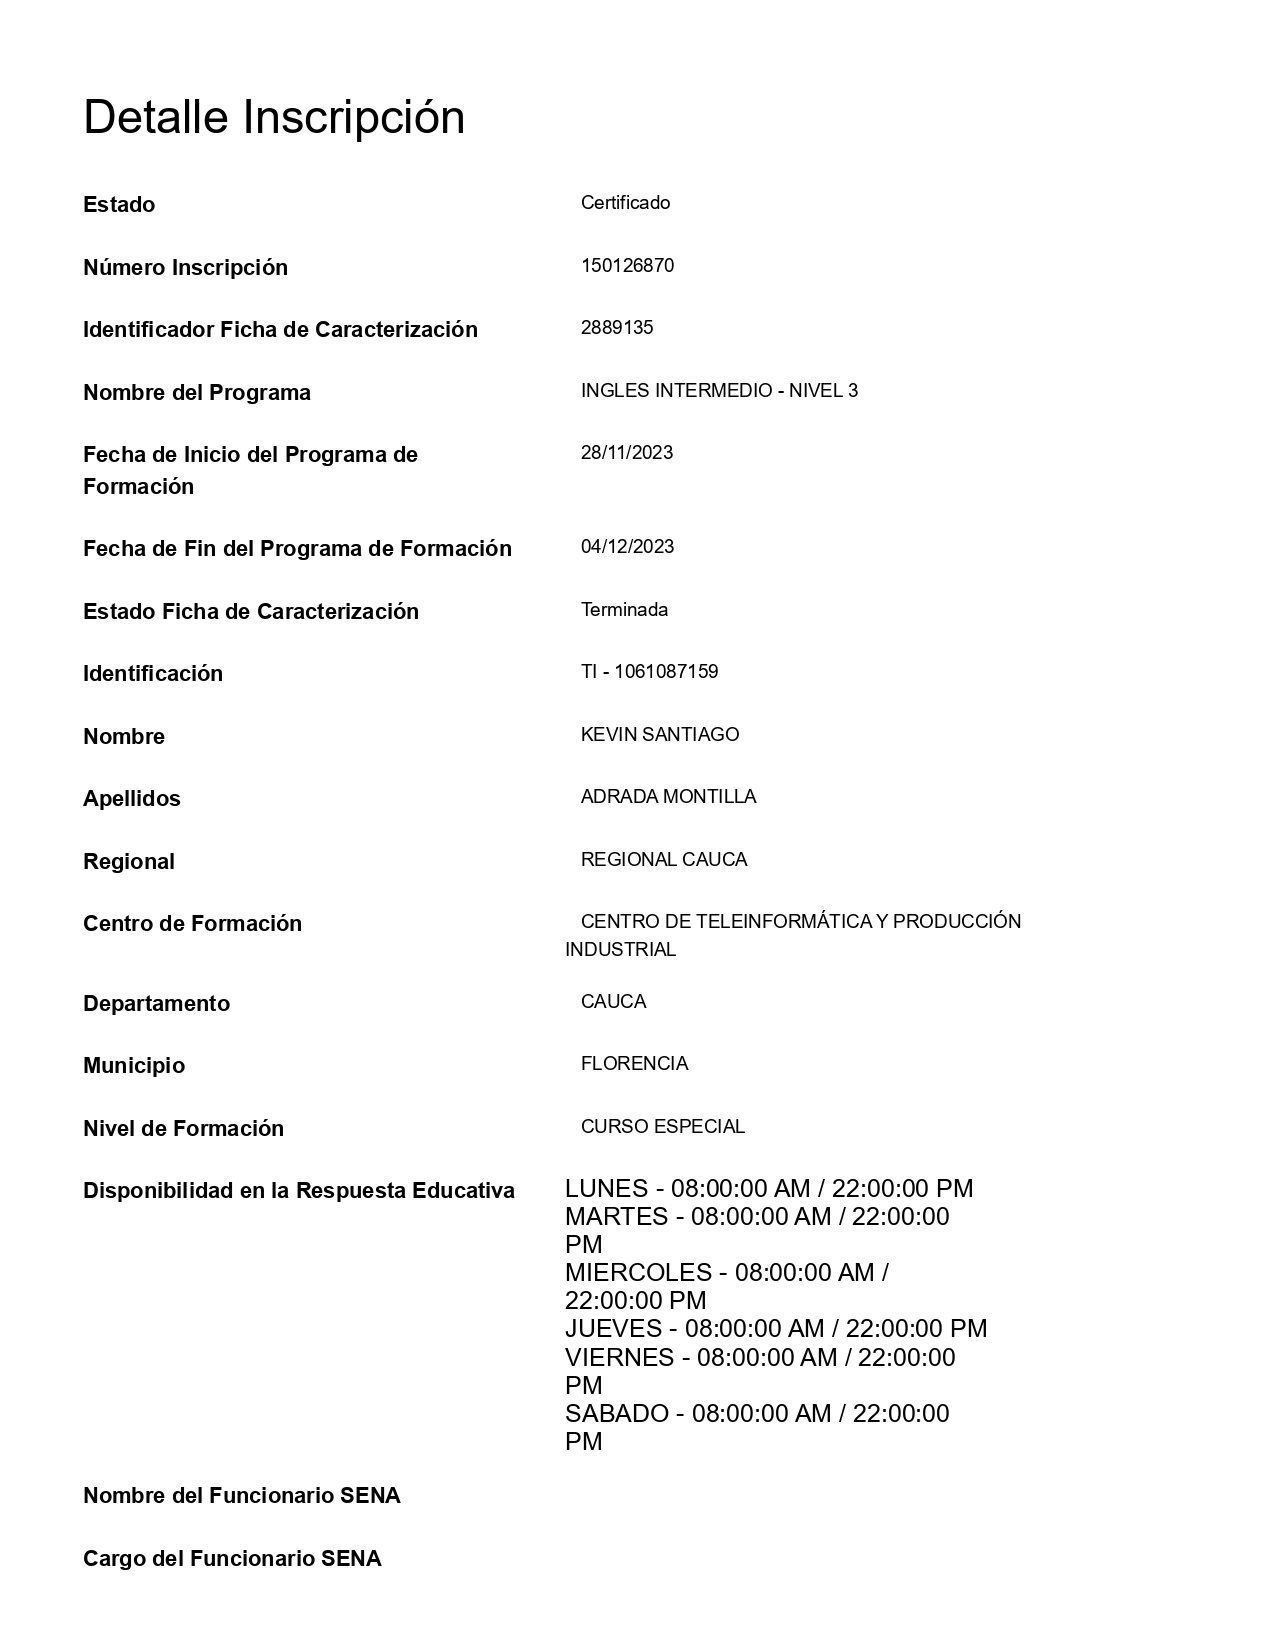 Detalle Inscripción
Estado Certificado
Número Inscripción 150126870
Identificador Ficha de Caracterización 2889135
Nombre del Programa INGLES INTERMEDIO - NIVEL 3
Fecha de Inicio del Programa de 28/11/2023
Formación
Fecha de Fin del Programa de Formación 04/12/2023
Estado Ficha de Caracterización Terminada
Identificación TI - 1061087159
Nombre KEVIN SANTIAGO
Apellidos ADRADA MONTILLA
Regional REGIONAL CAUCA
Centro de Formación CENTRO DE TELEINFORMÁTICA Y PRODUCCIÓN
INDUSTRIAL
Departamento CAUCA
Municipio FLORENCIA
Nivel de Formación CURSO ESPECIAL
Disponibilidad en la Respuesta Educativa LUNES - 08:00:00 AM / 22:00:00 PM
MARTES - 08:00:00 AM / 22:00:00
PM
MIERCOLES - 08:00:00 AM /
22:00:00 PM
JUEVES - 08:00:00 AM / 22:00:00 PM
VIERNES - 08:00:00 AM / 22:00:00
PM
SABADO - 08:00:00 AM / 22:00:00
PM
Nombre del Funcionario SENA
Cargo del Funcionario SENA